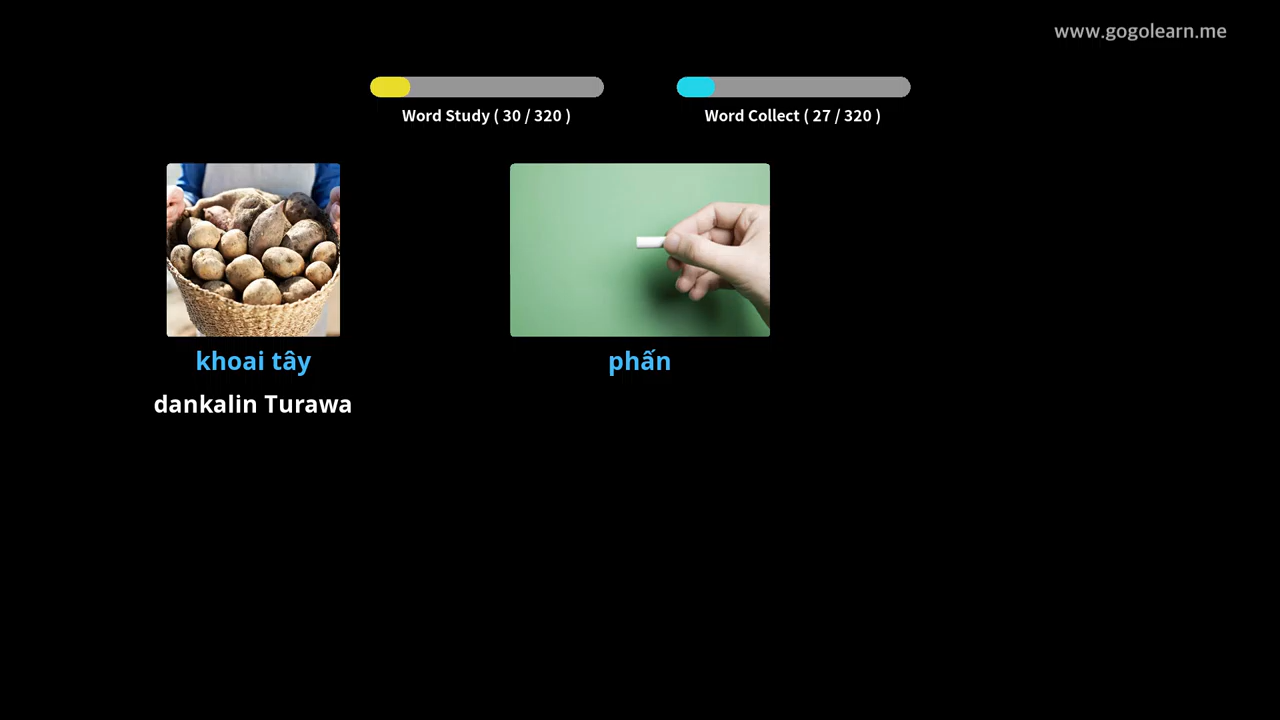 www.gogolearn.me
Word Study ( 30 / 320 )
Word Collect ( 27 / 320 )
khoai tây
phấn
dankalin Turawa